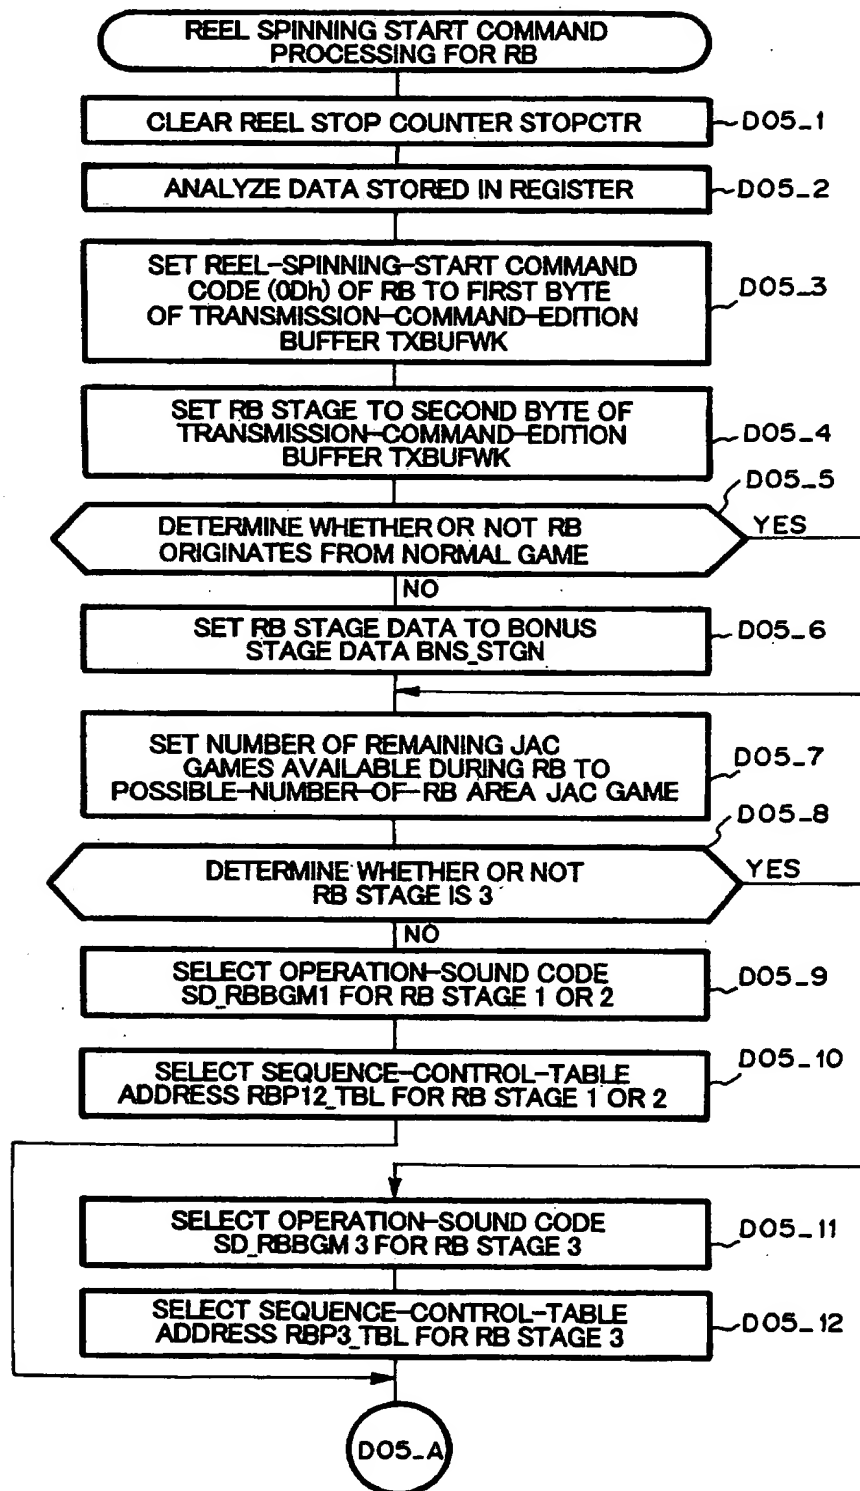 REEL SPINNING START COMMAND
PROCESSING FOR RB
CLEAR REEL STOP COUNTER STOPCTR
D05_1
ANALYZE DATA STORED IN REGISTER
D05_2
SET REEL-SPINNING-START COMMAND
CODE (0Dh) OF RB TO FIRST BYTE
OF TRANSMISSION-COMMAND-EDITION
BUFFER TXBUFWK
D05_3
SET RB STAGE TO SECOND BYTE OF
TRANSMISSION-COMMAND-EDITION
BUFFER TXBUFWK
D05_4
D05_5
DETERMINE WHETHER OR NOT RB
ORIGINATES FROM NORMAL GAME
YES
NO
SET RB STAGE DATA TO BONUS
STAGE DATA BNS_STGN
D05_6
SET NUMBER OF REMAINING JAC
GAMES AVAILABLE DURING RB TO
POSSIBLE-NUMBER-OF-RB AREA JAC GAME
D05_7
D05_8
DETERMINE WHETHER OR NOT
RB STAGE IS 3
YES
NO
SELECT OPERATION-SOUND CODE
SD_RBBGM1 FOR RB STAGE 1 OR 2
D05_9
SELECT SEQUENCE-CONTROL-TABLE
ADDRESS RBP12_TBL FOR RB STAGE 1 OR 2
D05_10
SELECT OPERATION-SOUND CODE
SD_RBBGM 3 FOR RB STAGE 3
D05_11
SELECT SEQUENCE-CONTROL-TABLE
ADDRESS RBP3_TBL FOR RB STAGE 3
D05_12
D05_A